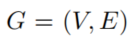 G = (V, E)